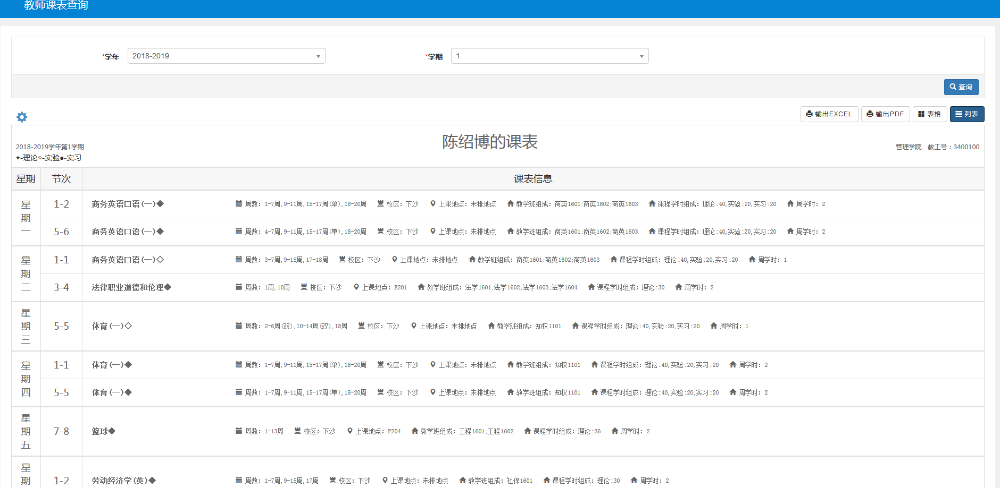 教师课表查询
*学年 2018-2019 *学期 1
查询
输出EXCEL 输出PDF 表格 列表
陈绍博的课表
2018-2019学年第1学期 管理学院 教工号：3400100
◆-理论◇-实验●-实习
星期 节次 课表信息
星期一 1-2 商务英语口语(一)◆ 周数：1-7周,9-11周,15-17周(单),18-20周 校区：下沙 上课地点：未排地点 教学班组成：商英1601;商英1602;商英1603 课程学时组成：理论:40,实验:20,实习:20 周学时：2
5-6 商务英语口语(一)◆ 周数：4-7周,9-11周,15-17周(单),18-20周 校区：下沙 上课地点：未排地点 教学班组成：商英1601;商英1602;商英1603 课程学时组成：理论:40,实验:20,实习:20 周学时：2
星期二 1-1 商务英语口语(一)◇ 周数：3-7周,9-15周,17-18周 校区：下沙 上课地点：未排地点 教学班组成：商英1601;商英1602;商英1603 课程学时组成：理论:40,实验:20,实习:20 周学时：1
3-4 法律职业道德和伦理◆ 周数：1周,10周 校区：下沙 上课地点：E201 教学班组成：法学1601;法学1602;法学1603;法学1604 课程学时组成：理论:30 周学时：2
星期三 5-5 体育(一)◇ 周数：2-6周(双),10-14周(双),18周 校区：下沙 上课地点：未排地点 教学班组成：知权1101 课程学时组成：理论:40,实验:20,实习:20 周学时：1
星期四 1-1 体育(一)◆ 周数：1-7周,9-11周,15-17周(单),18-20周 校区：下沙 上课地点：未排地点 教学班组成：知权1101 课程学时组成：理论:40,实验:20,实习:20 周学时：2
5-5 体育(一)◆ 周数：1-7周,9-11周,15-17周(单),18-20周 校区：下沙 上课地点：未排地点 教学班组成：知权1101 课程学时组成：理论:40,实验:20,实习:20 周学时：2
星期五 7-8 篮球◆ 周数：1-13周 校区：下沙 上课地点：F204 教学班组成：工程1601;工程1602 课程学时组成：理论:36 周学时：2
星期 1-2 劳动经济学(英)◆ 周数：1-7周,9-15周,17周 校区：下沙 上课地点：未排地点 教学班组成：社保1601 课程学时组成：理论:30 周学时：2